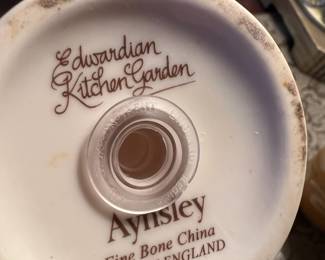 Edwardian
Kitchen Garden
Aynsley
Fine Bone China
ENGLAND